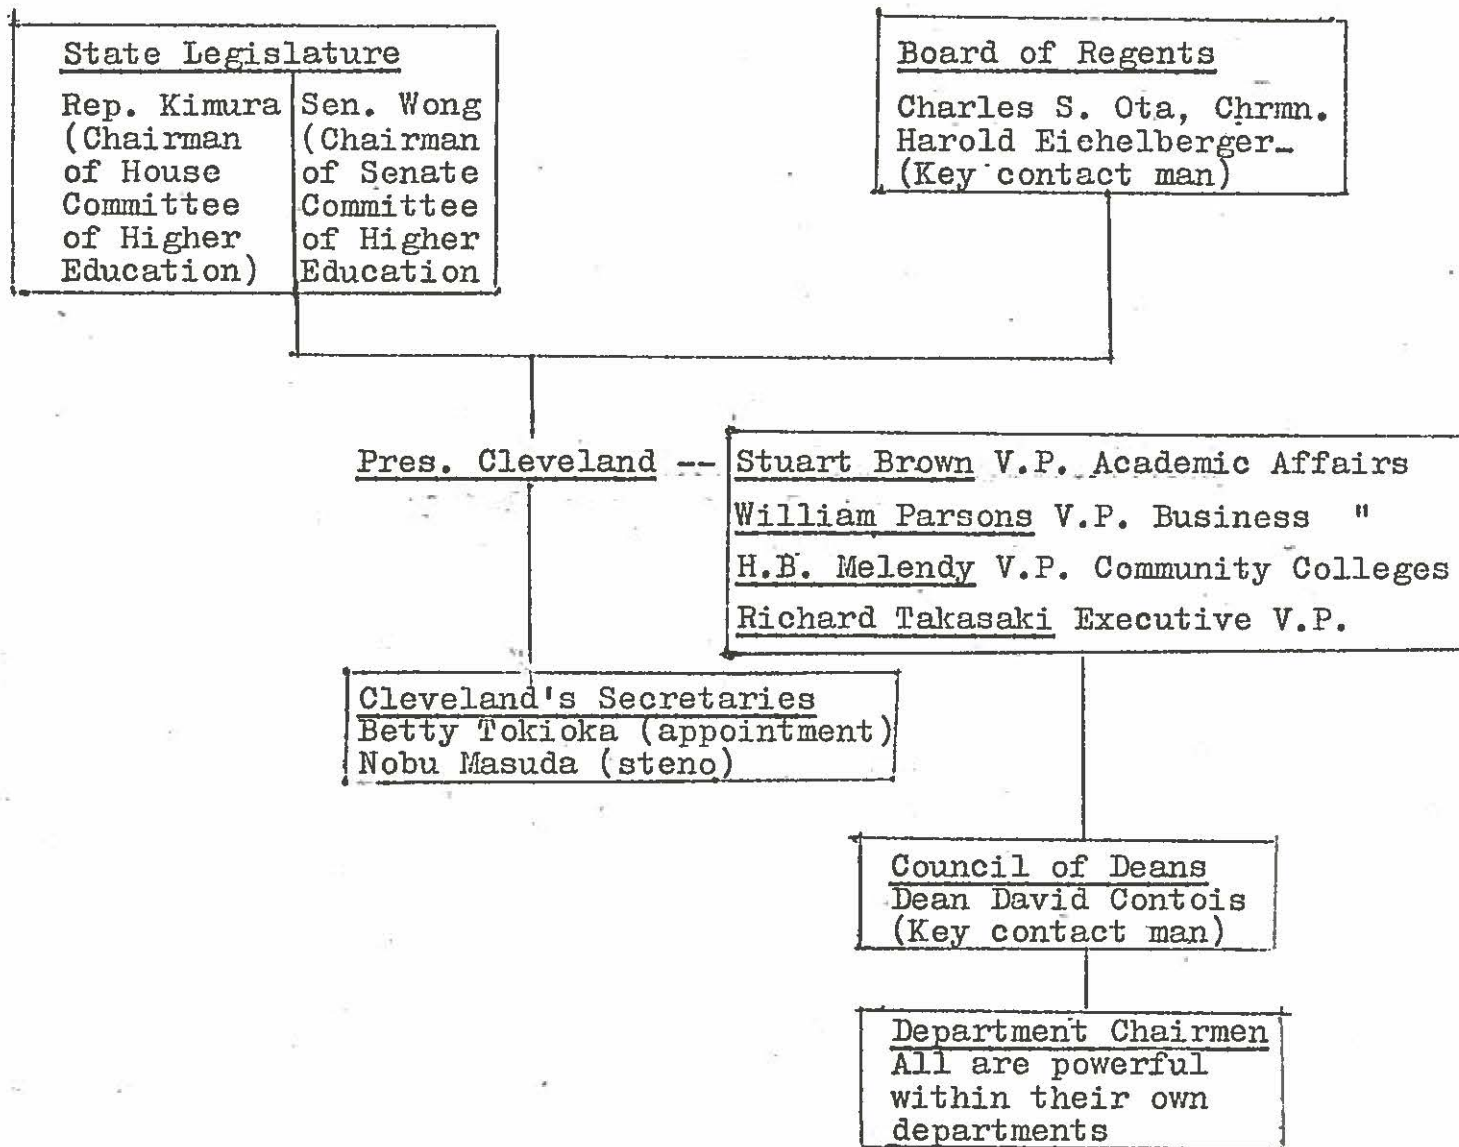 State Legislature
Rep. Kimura
(Chairman
of House
Committee
of Higher
Education)
Sen. Wong
(Chairman
of Senate
Committee
of Higher
Education
Board of Regents
Charles S. Ota, Chrmn.
Harold Eichelberger-
(Key contact man)
Pres. Cleveland --
Stuart Brown V.P. Academic Affairs
William Parsons V.P. Business "
H.B. Melendy V.P. Community Colleges
Richard Takasaki Executive V.P.
Cleveland's Secretaries
Betty Tokioka (appointment)
Nobu Masuda (steno)
Council of Deans
Dean David Contois
(Key contact man)
Department Chairmen
All are powerful
within their own
departments